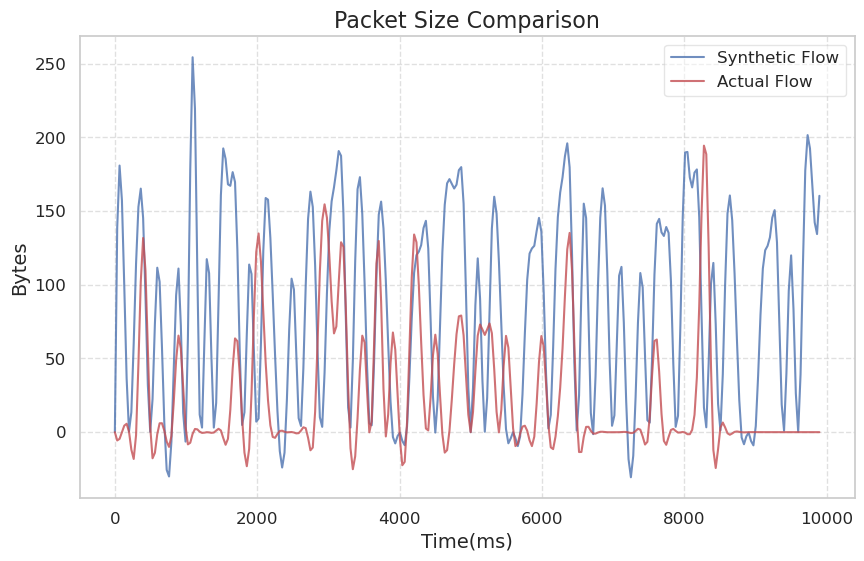 Packet Size Comparison
Synthetic Flow
Actual Flow
Bytes
250
200
150
100
50
0
0 2000 4000 6000 8000 10000
Time(ms)